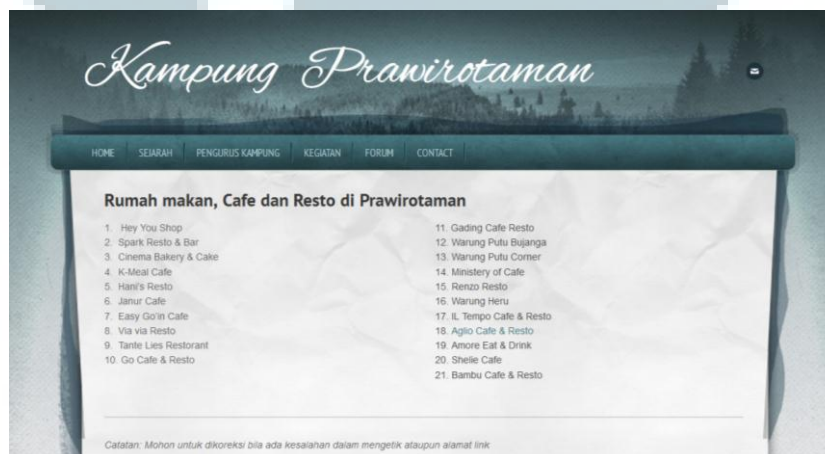 Kampung Prawirotaman
HOME SEJARAH PENGURUS KAMPUNG KEGIATAN FORUM CONTACT
Rumah makan, Cafe dan Resto di Prawirotaman
1. Hey You Shop
2. Spark Resto & Bar
3. Cinema Bakery & Cake
4. K-Meal Cafe
5. Hani's Resto
6. Janur Cafe
7. Easy Go'in Cafe
8. Via via Resto
9. Tante Lies Restorant
10. Go Cafe & Resto
11. Gading Cafe Resto
12. Warung Putu Bujanga
13. Warung Putu Corner
14. Ministery of Cafe
15. Renzo Resto
16. Warung Heru
17. IL Tempo Cafe & Resto
18. Aglio Cafe & Resto
19. Amore Eat & Drink
20. Shelie Cafe
21. Bambu Cafe & Resto
Catatan: Mohon untuk dikoreksi bila ada kesalahan dalam mengetik ataupun alamat link